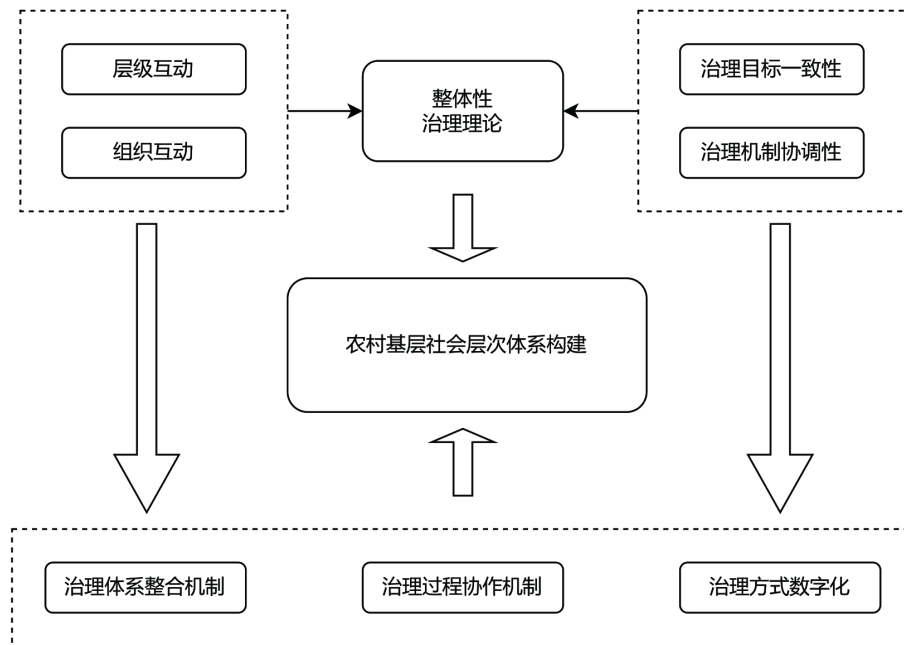 层级互动
组织互动
整体性
治理理论
治理目标一致性
治理机制协调性
农村基层社会层次体系构建
治理体系整合机制
治理过程协作机制
治理方式数字化